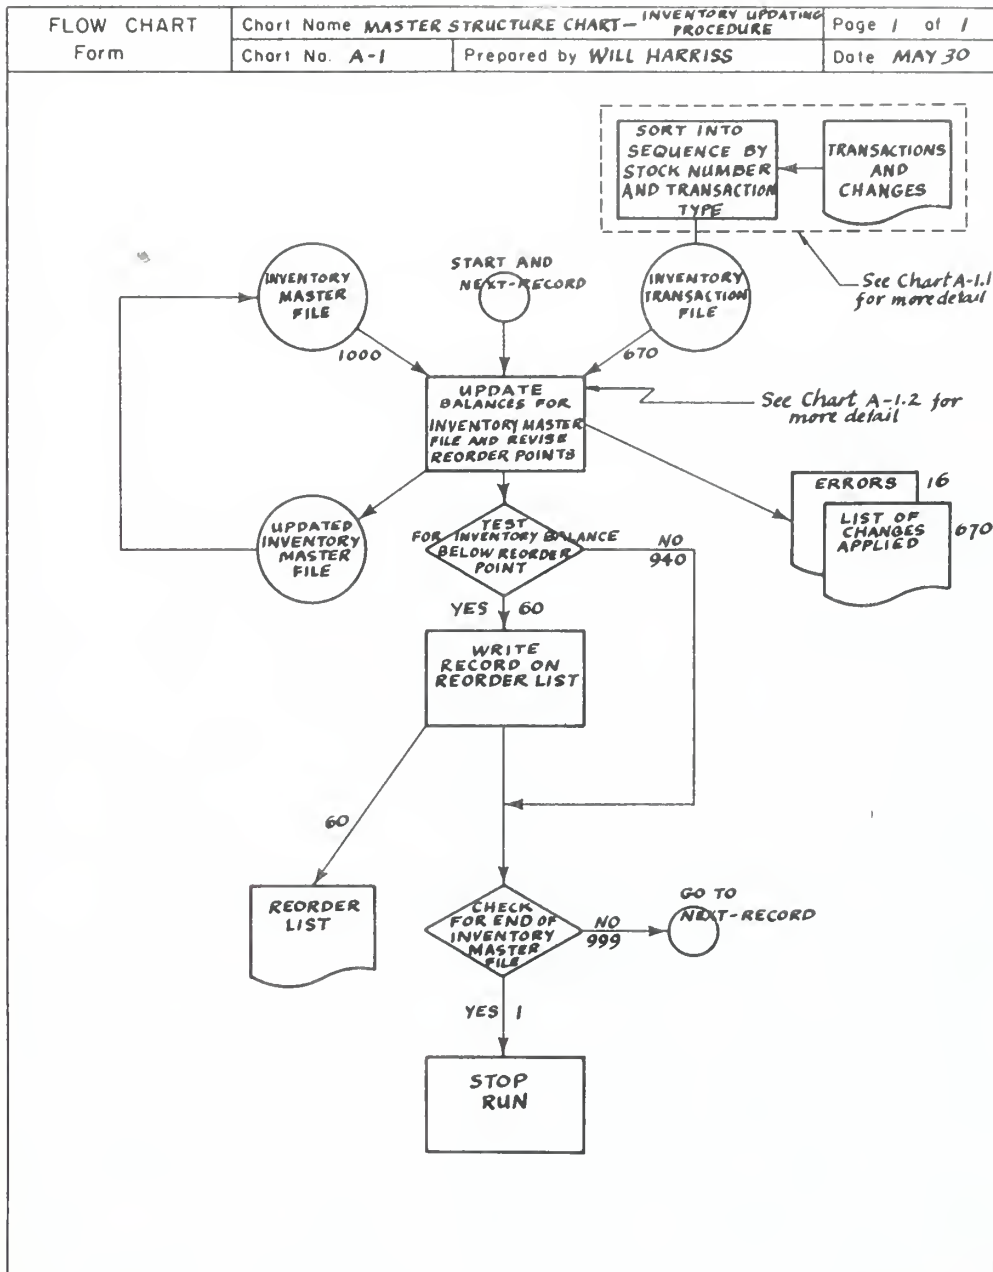 FLOW CHART
Form
Chart Name MASTER STRUCTURE CHART— INVENTORY UPDATING
PROCEDURE
Page 1 of 1
Chart No. A-1
Prepared by WILL HARRISS
Date MAY 30
SORT INTO
SEQUENCE BY
STOCK NUMBER
AND TRANSACTION
TYPE
TRANSACTIONS
AND
CHANGES
See Chart A-1.1
for more detail
INVENTORY
MASTER
FILE
START AND
NEXT-RECORD
INVENTORY
TRANSACTION
FILE
1000
670
UPDATE
BALANCES FOR
INVENTORY MASTER
FILE AND REVISE
REORDER POINTS
See Chart A-1.2 for
more detail
ERRORS 16
LIST OF
CHANGES
APPLIED
670
UPDATED
INVENTORY
MASTER
FILE
TEST
FOR INVENTORY BALANCE
BELOW REORDER
POINT
NO
940
YES 60
WRITE
RECORD ON
REORDER LIST
60
REORDER
LIST
CHECK
FOR END OF
INVENTORY
MASTER
FILE
NO
999
GO TO
NEXT-RECORD
YES 1
STOP
RUN